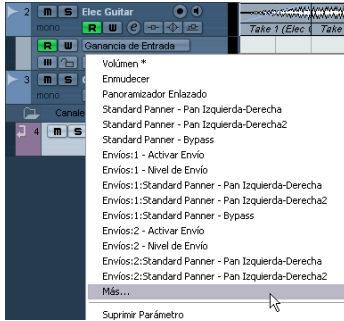 2 m S Elec Guitar
mono R W e
Take 1 (Elec ( Take
R W Ganancia de Entrada
Volúmen *
Enmudecer
Panoramizador Enlazado
Standard Panner - Pan Izquierda-Derecha
Standard Panner - Pan Izquierda-Derecha2
Standard Panner - Bypass
Envíos:1 - Activar Envío
Envíos:1 - Nivel de Envío
Envíos:1:Standard Panner - Pan Izquierda-Derecha
Envíos:1:Standard Panner - Pan Izquierda-Derecha2
Envíos:1:Standard Panner - Bypass
Envíos:2 - Activar Envío
Envíos:2 - Nivel de Envío
Envíos:2:Standard Panner - Pan Izquierda-Derecha
Envíos:2:Standard Panner - Pan Izquierda-Derecha2
Más...
Suprimir Parámetro
3 m S
mono
Canale
4 m S